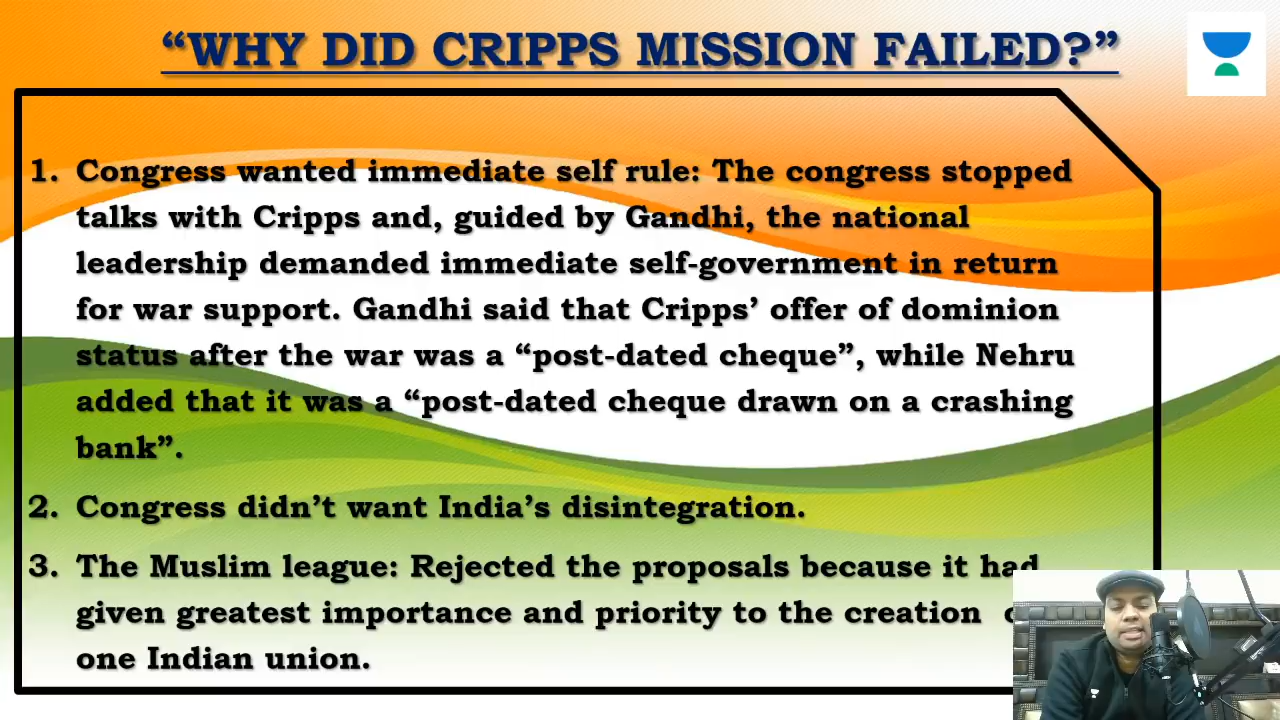 “WHY DID CRIPPS MISSION FAILED?”
1. Congress wanted immediate self rule: The congress stopped
talks with Cripps and, guided by Gandhi, the national
leadership demanded immediate self-government in return
for war support. Gandhi said that Cripps’ offer of dominion
status after the war was a “post-dated cheque”, while Nehru
added that it was a “post-dated cheque drawn on a crashing
bank”.
2. Congress didn’t want India’s disintegration.
3. The Muslim league: Rejected the proposals because it had
given greatest importance and priority to the creation
one Indian union.